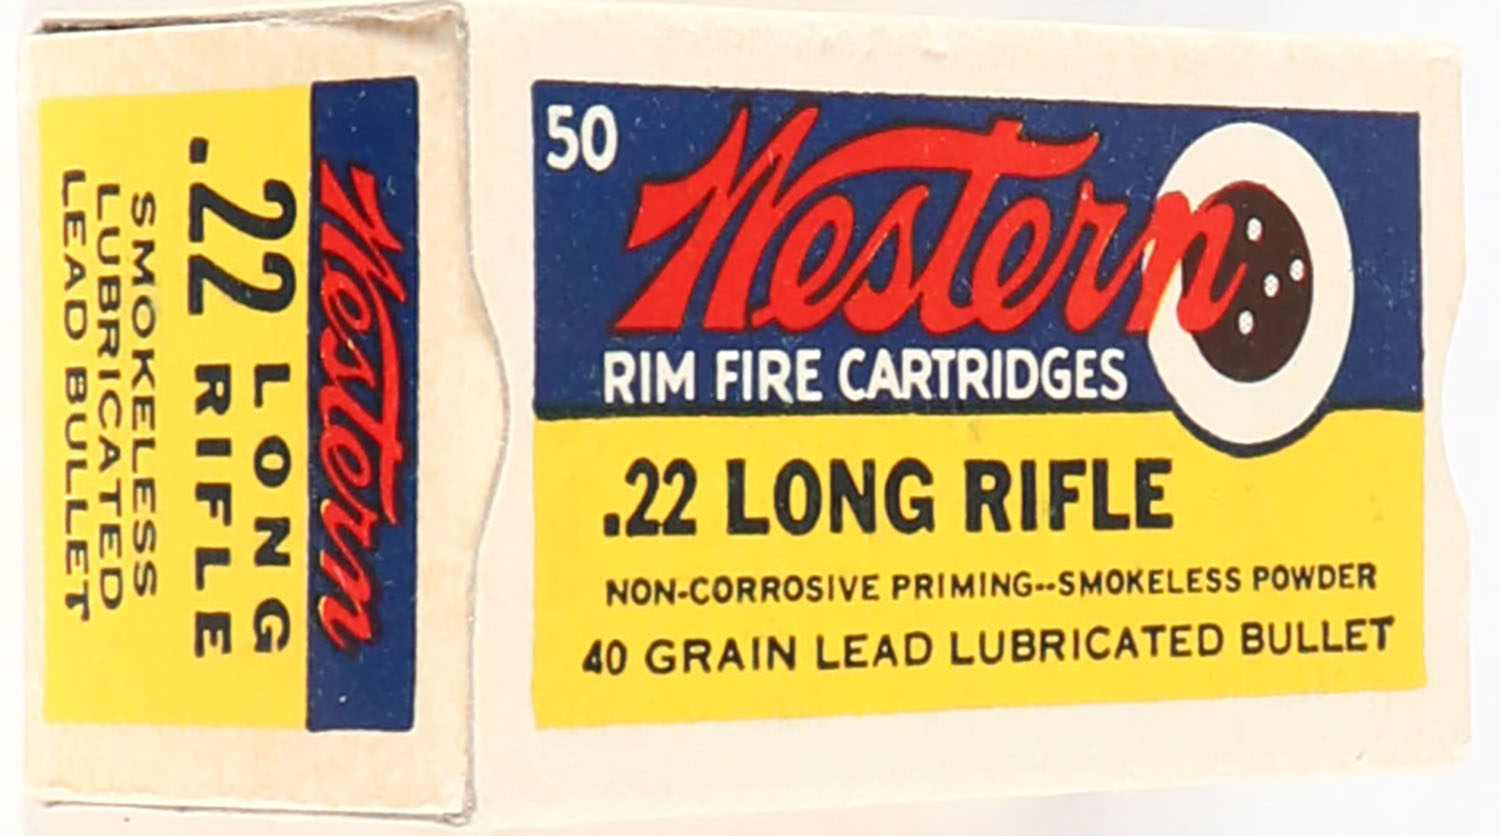 50
Western
RIM FIRE CARTRIDGES
.22 LONG RIFLE
NON-CORROSIVE PRIMING--SMOKELESS POWDER
40 GRAIN LEAD LUBRICATED BULLET
Western
.22 LONG
RIFLE
SMOKELESS
LUBRICATED
LEAD BULLET